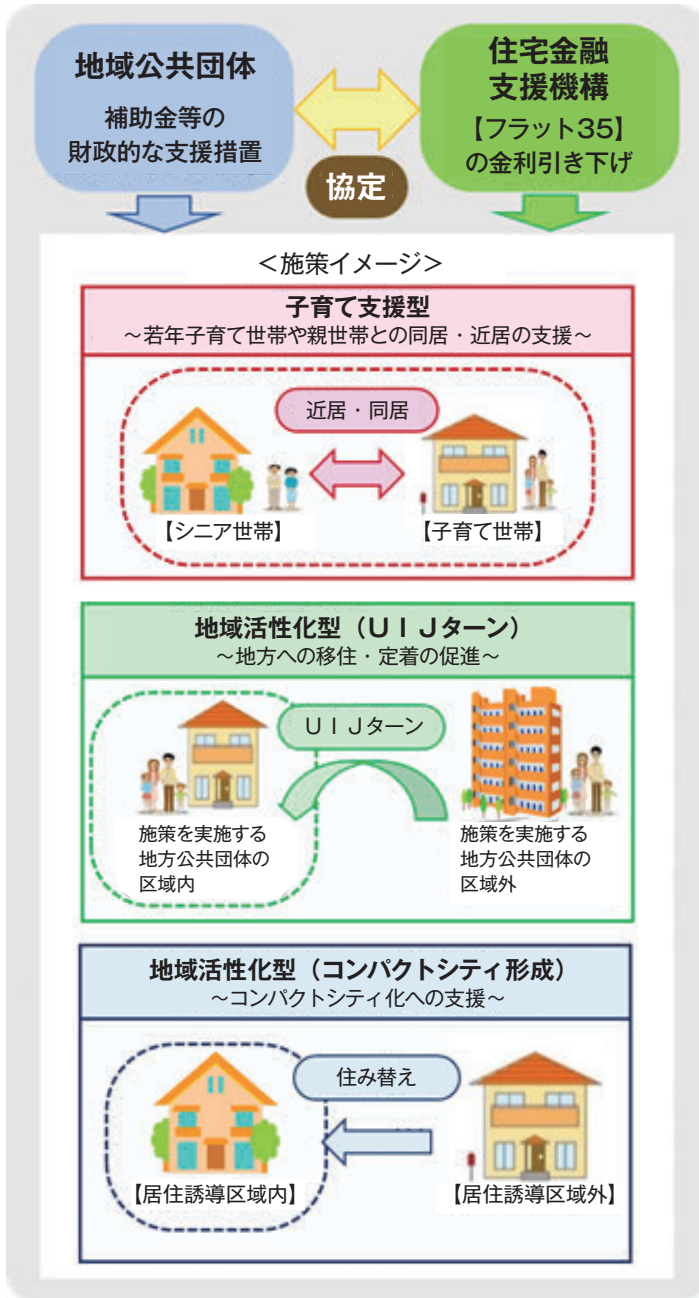 地域公共団体
補助金等の
財政的な支援措置
住宅金融
支援機構
【フラット35】
の金利引き下げ
協定
＜施策イメージ＞
子育て支援型
～若年子育て世帯や親世帯との同居・近居の支援～
近居・同居
【シニア世帯】
【子育て世帯】
地域活性化型（ＵＩＪターン）
～地方への移住・定着の促進～
ＵＩＪターン
施策を実施する
地方公共団体の
区域内
施策を実施する
地方公共団体の
区域外
地域活性化型（コンパクトシティ形成）
～コンパクトシティ化への支援～
住み替え
【居住誘導区域内】
【居住誘導区域外】